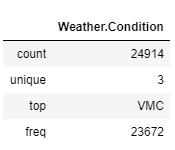 Weather.Condition
count 24914
unique 3
top VMC
freq 23672